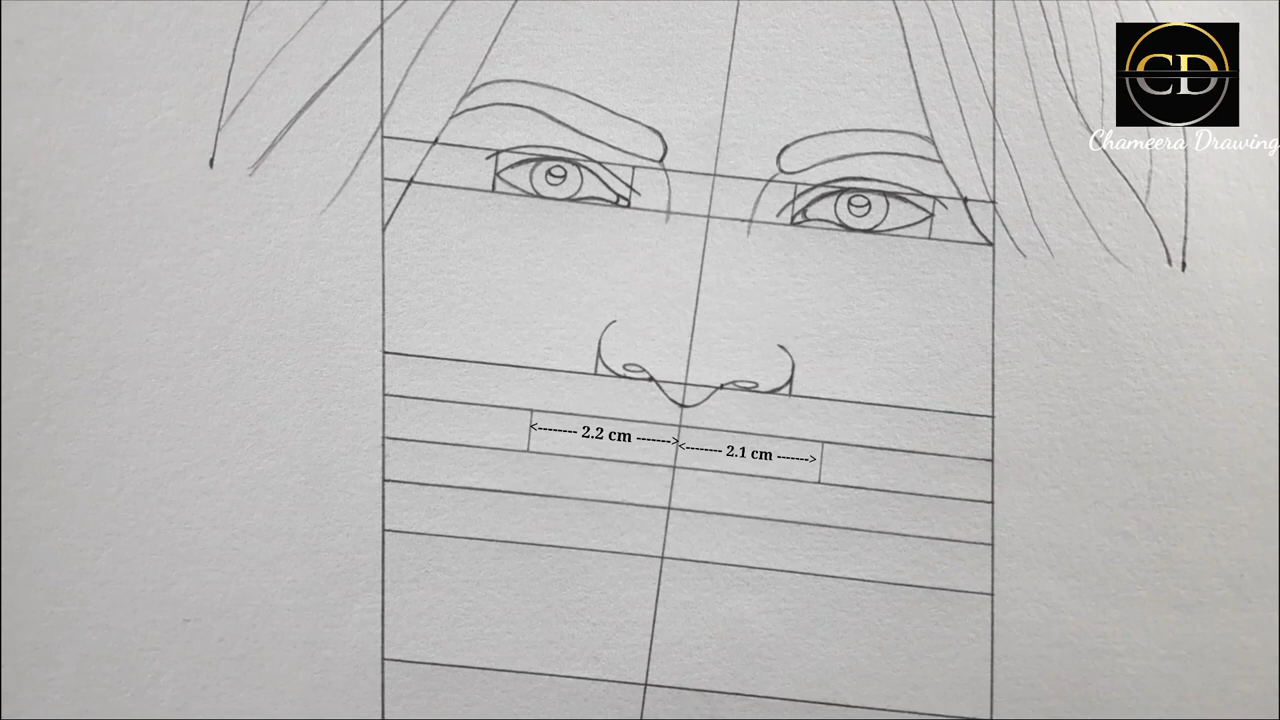 CD
Chameera Drawing
<-------- 2.2 cm ------->
<-------- 2.1 cm ------->